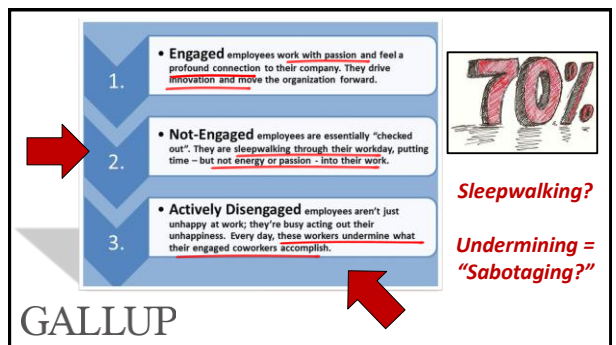 1.
• Engaged employees work with passion and feel a
profound connection to their company. They drive
innovation and move the organization forward.
2.
• Not-Engaged employees are essentially “checked
out”. They are sleepwalking through their workday, putting
time – but not energy or passion - into their work.
3.
• Actively Disengaged employees aren’t just
unhappy at work; they’re busy acting out their
unhappiness. Every day, these workers undermine what
their engaged coworkers accomplish.
70%
Sleepwalking?
Undermining =
“Sabotaging?”
GALLUP